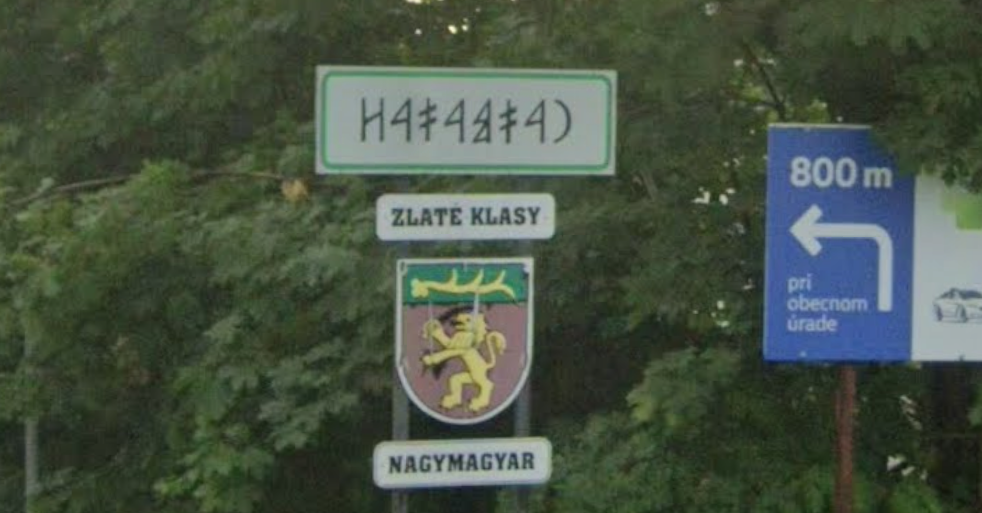 𐲙𐳀𐳎𐳘𐳀𐳎𐳀𐳢
ZLATÉ KLASY
NAGYMAGYAR
800 m
pri
obecnom
úrade